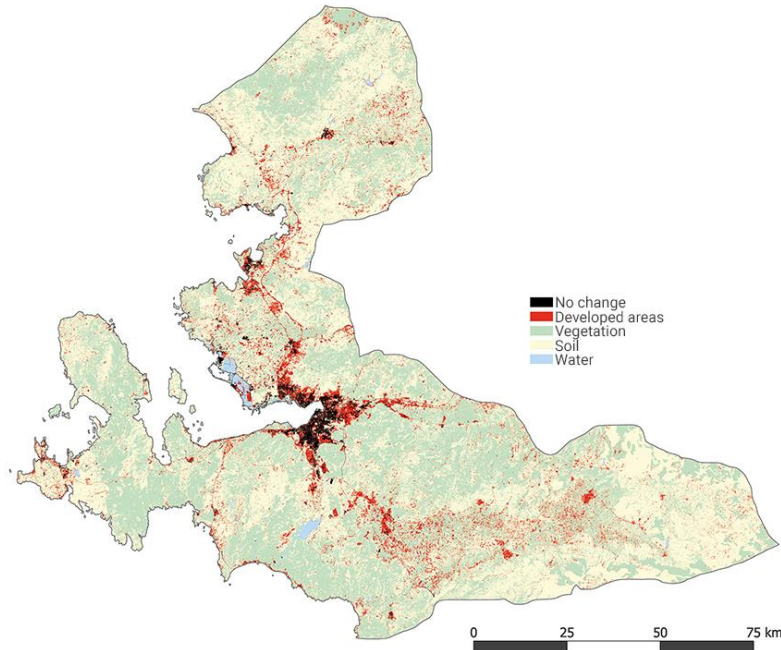 No change
Developed areas
Vegetation
Soil
Water
0 25 50 75 km